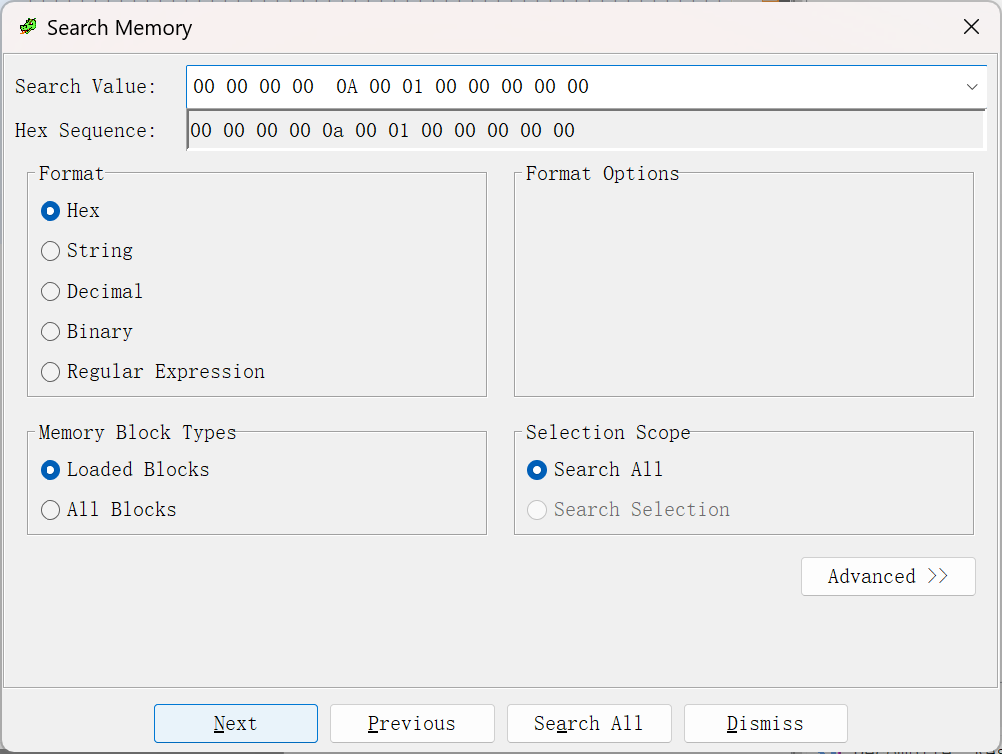 Search Memory
Search Value: 00 00 00 00  0A 00 01 00 00 00 00 00
Hex Sequence: 00 00 00 00 0a 00 01 00 00 00 00 00
Format
Format Options
Hex
String
Decimal
Binary
Regular Expression
Memory Block Types
Selection Scope
Loaded Blocks
Search All
All Blocks
Search Selection
Advanced >>
Next Previous Search All Dismiss